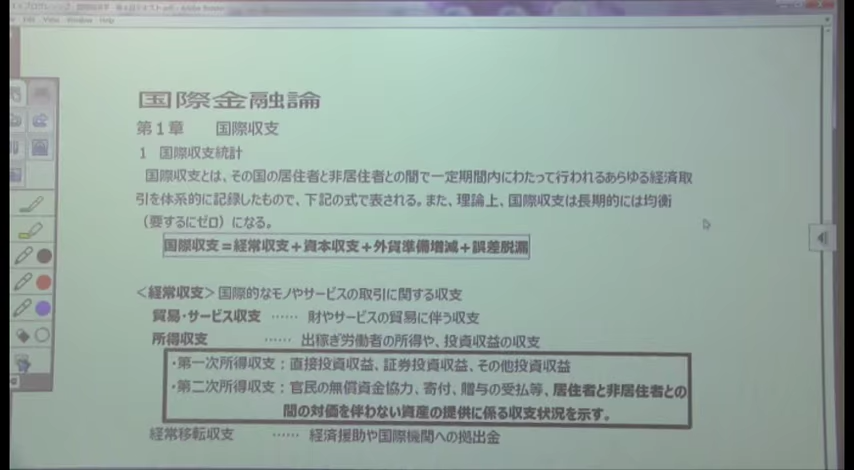 Edit View Window Help
国際金融論
第1章　国際収支
1 国際収支統計
国際収支とは、その国の居住者と非居住者との間で一定期間内にわたって行われるあらゆる経済取
引を体系的に記録したもので、下記の式で表される。また、理論上、国際収支は長期的には均衡
（要するにゼロ）になる。
国際収支＝経常収支＋資本収支＋外貨準備増減＋誤差脱漏
＜経常収支＞国際的なモノやサービスの取引に関する収支
貿易・サービス収支 …… 財やサービスの貿易に伴う収支
所得収支 …… 出稼ぎ労働者の所得や、投資収益の収支
・第一次所得収支：直接投資収益、証券投資収益、その他投資収益
・第二次所得収支：官民の無償資金協力、寄付、贈与の受払等、居住者と非居住者との
間の対価を伴わない資産の提供に係る収支状況を示す。
経常移転収支 …… 経済援助や国際機関への拠出金